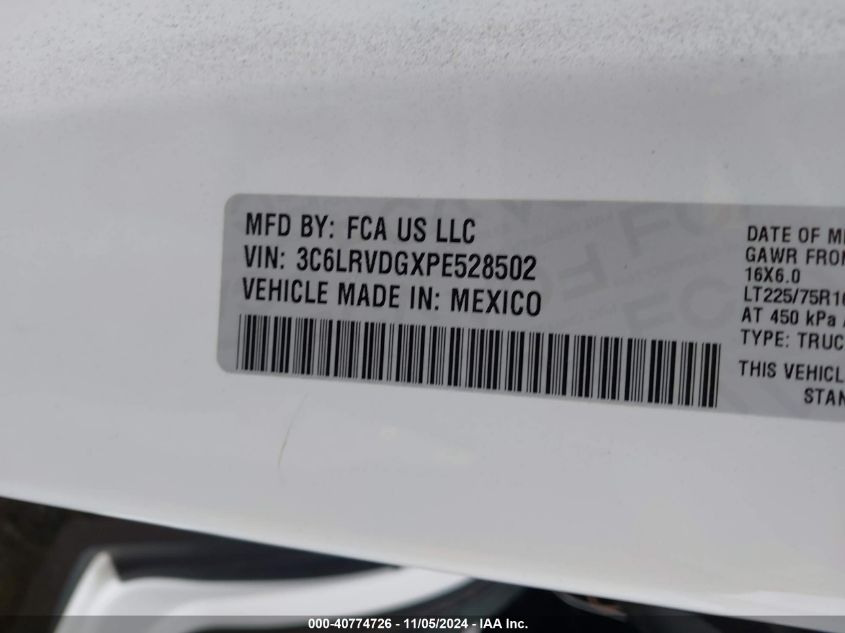 MFD BY: FCA US LLC
VIN: 3C6LRVDGXPE528502
VEHICLE MADE IN: MEXICO
DATE OF M
GAWR FRON
16X6.0
LT225/75R16
AT 450 kPa
TYPE: TRUC
THIS VEHICL
STAN
000-40774726 - 11/05/2024 - IAA Inc.